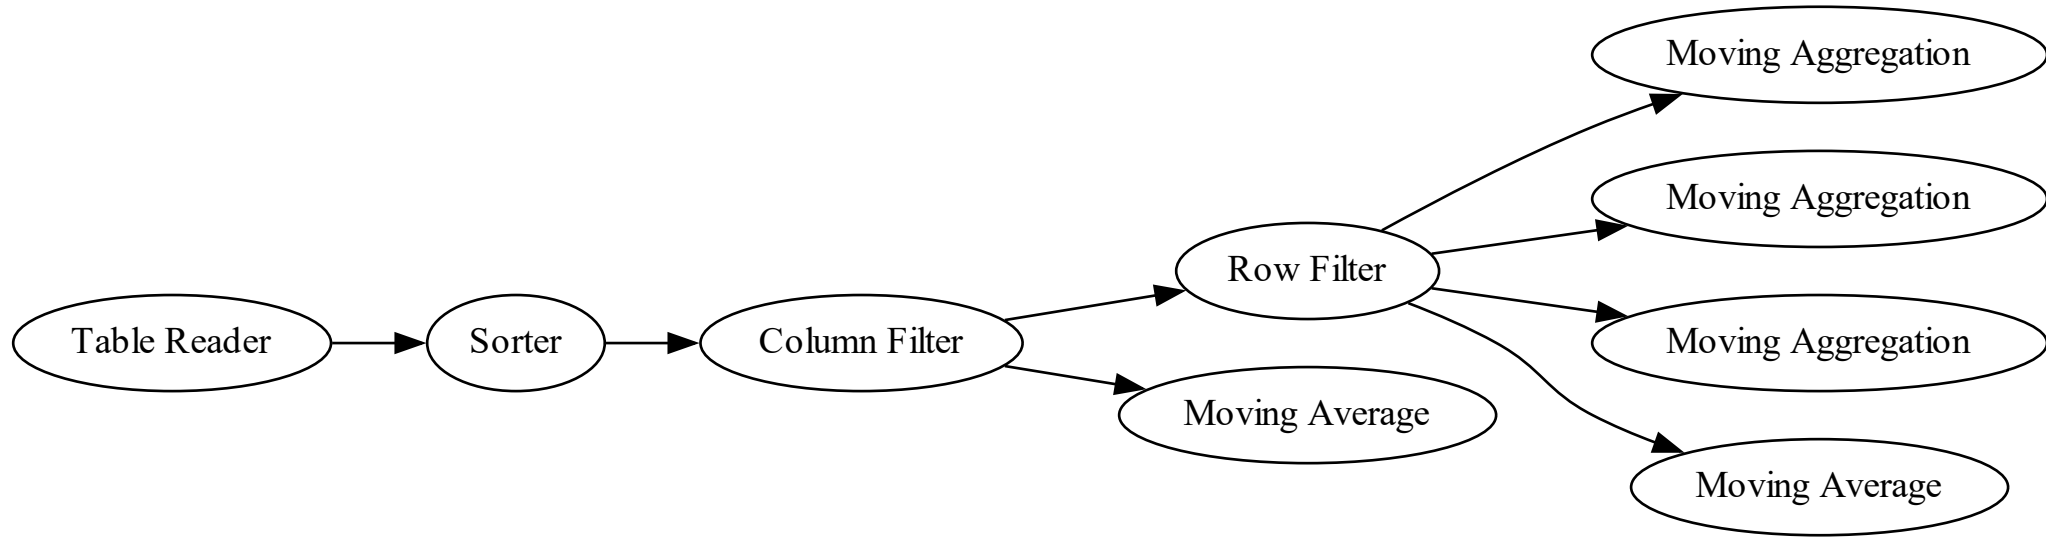 Table Reader
Sorter
Column Filter
Row Filter
Moving Average
Moving Aggregation
Moving Aggregation
Moving Aggregation
Moving Average